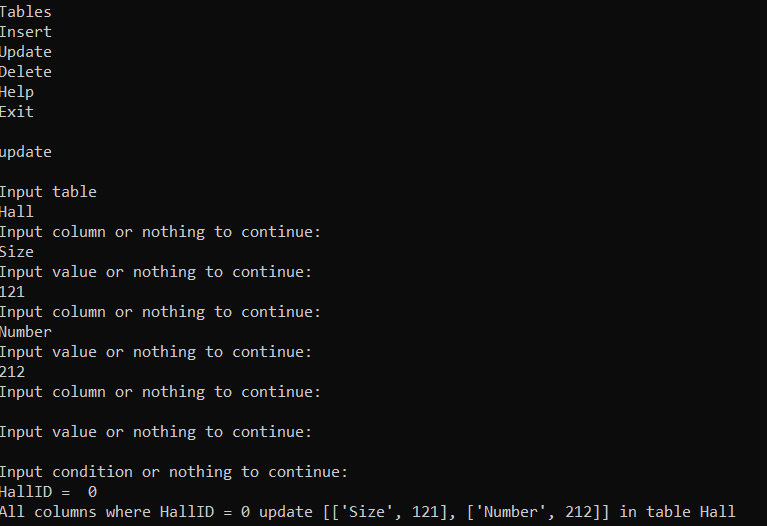 Tables
Insert
Update
Delete
Help
Exit
update
Input table
Hall
Input column or nothing to continue:
Size
Input value or nothing to continue:
121
Input column or nothing to continue:
Number
Input value or nothing to continue:
212
Input column or nothing to continue:
Input value or nothing to continue:
Input condition or nothing to continue:
HallID =  0
All columns where HallID = 0 update [['Size', 121], ['Number', 212]] in table Hall